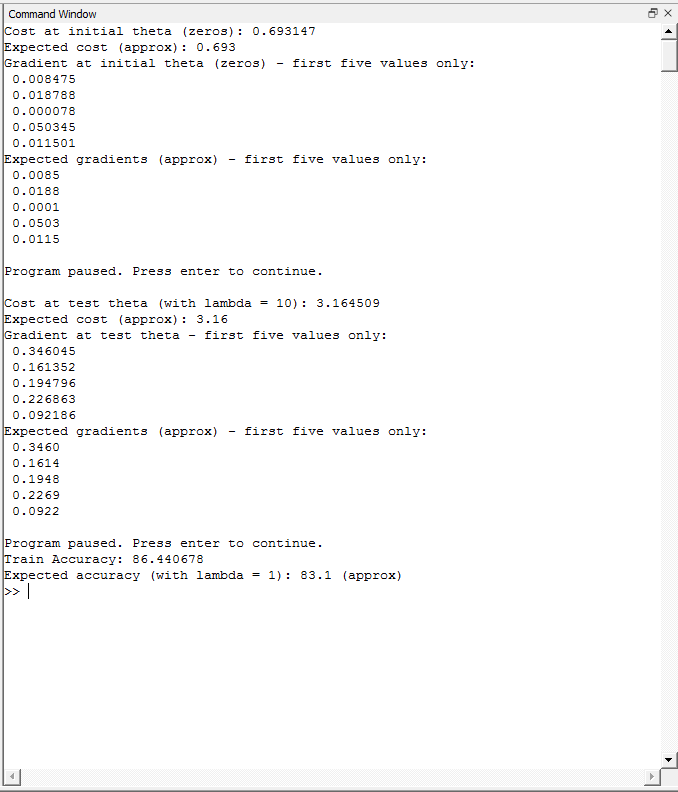 Command Window
Cost at initial theta (zeros): 0.693147
Expected cost (approx): 0.693
Gradient at initial theta (zeros) - first five values only:
0.008475
0.018788
0.000078
0.050345
0.011501
Expected gradients (approx) - first five values only:
0.0085
0.0188
0.0001
0.0503
0.0115
Program paused. Press enter to continue.
Cost at test theta (with lambda = 10): 3.164509
Expected cost (approx): 3.16
Gradient at test theta - first five values only:
0.346045
0.161352
0.194796
0.226863
0.092186
Expected gradients (approx) - first five values only:
0.3460
0.1614
0.1948
0.2269
0.0922
Program paused. Press enter to continue.
Train Accuracy: 86.440678
Expected accuracy (with lambda = 1): 83.1 (approx)
>>